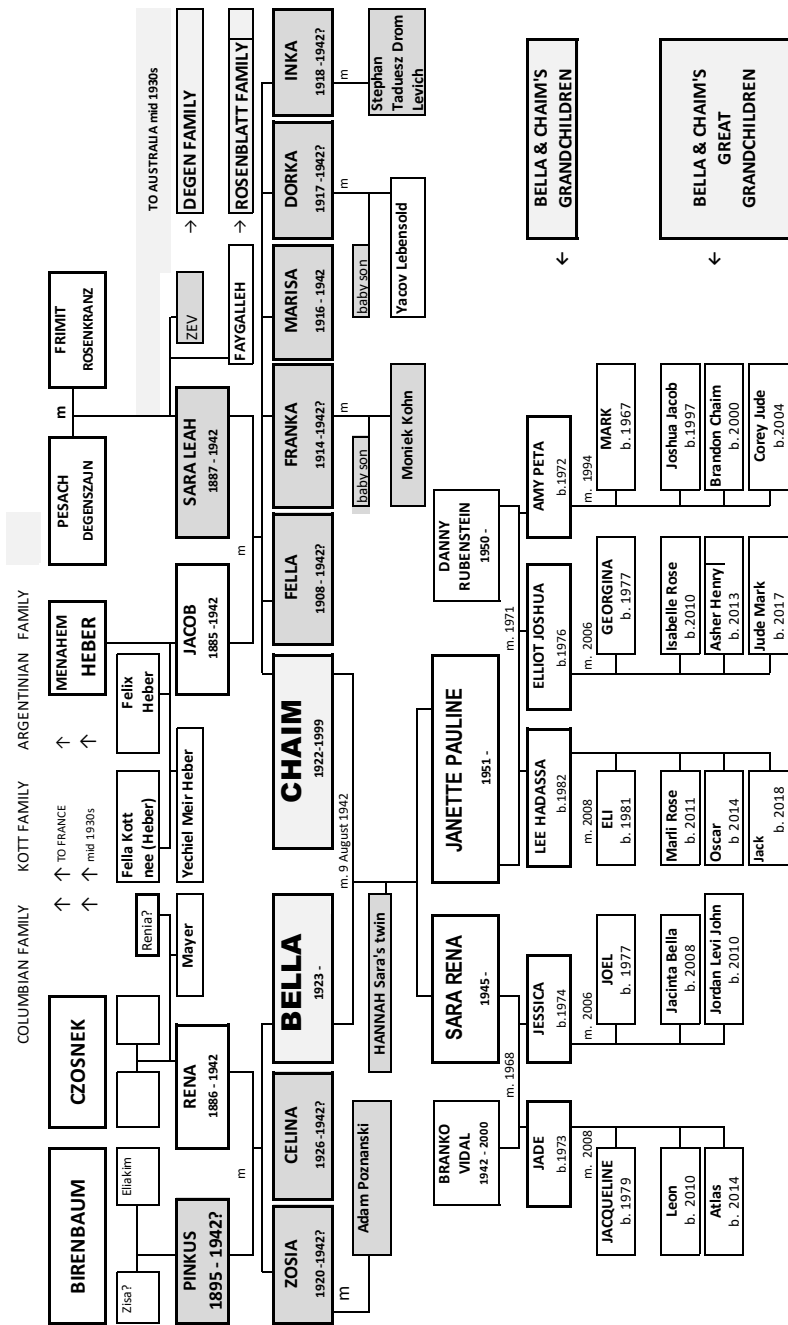 COLUMBIAN FAMILY KOTT FAMILY ARGENTINIAN FAMILY
BIRENBAUM
CZOSNEK
↑ ↑ TO FRANCE ↑
↑ ↑ mid 1930s ↑
MENAHEM
HEBER
PESACH
DEGENSZAIN
m
FRIMIT
ROSENKRANZ
TO AUSTRALIA mid 1930s
Zisa?
Eliakim
Renia?
Fella Kott
nee (Heber)
Felix
Heber
PINKUS
1895 - 1942?
m
RENA
1886 - 1942
Mayer
Yechiel Meir Heber
JACOB
1885 -1942
m
SARA LEAH
1887 - 1942
ZEV
→ DEGEN FAMILY
FAYGALLEH
→ ROSENBLATT FAMILY
ZOSIA
1920 -1942?
CELINA
1926 -1942?
BELLA
1923 -
CHAIM
1922-1999
FELLA
1908 - 1942?
FRANKA
1914 -1942?
MARISA
1916 - 1942
DORKA
1917 -1942?
INKA
1918 -1942?
m
m. 9 August 1942
m
m
m
Adam Poznanski
HANNAH Sara's twin
baby son
Moniek Kohn
baby son
Yacov Lebensold
Stephan
Taduesz Drom
Levich
BRANKO
VIDAL
1942 - 2000
m. 1968
SARA RENA
1945 -
JANETTE PAULINE
1951 -
m. 1971
DANNY
RUBENSTEIN
1950 -
JADE
b.1973
JESSICA
b.1974
LEE HADASSA
b.1982
ELLIOT JOSHUA
b.1976
AMY PETA
b.1972
← BELLA & CHAIM'S
GRANDCHILDREN
m. 2008
m. 2006
m. 2008
m. 2006
m. 1994
JACQUELINE
b. 1979
JOEL
b. 1977
ELI
b. 1981
GEORGINA
b. 1977
MARK
b. 1967
Leon
b. 2010
Jacinta Bella
b. 2008
Marli Rose
b. 2011
Isabelle Rose
b.2010
Joshua Jacob
b.1997
← BELLA & CHAIM'S
GREAT
GRANDCHILDREN
Atlas
b. 2014
Jordan Levi John
b. 2010
Oscar
b 2014
Asher Henry
b. 2013
Brandon Chaim
b. 2000
Jack
b. 2018
Jude Mark
b. 2017
Corey Jude
b.2004